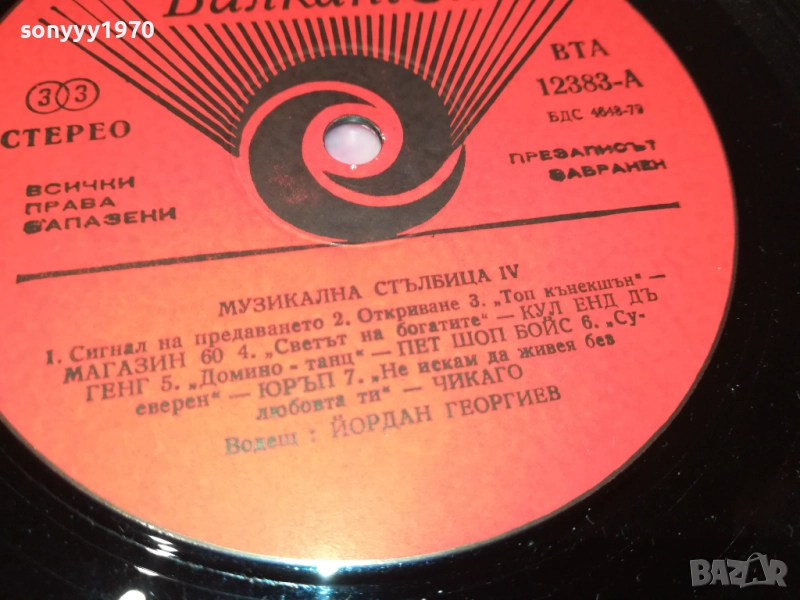 sonyyy1970
ВТА
12383-А
БДС 4648-79
33
СТЕРЕО
ПРЕЗАПИСЪТ
ЗАБРАНЕН
ВСИЧКИ
ПРАВА
ЗАПАЗЕНИ
МУЗИКАЛНА СТЪЛБИЦА IV
1. Сигнал на предаването 2. Откриване 3. „Топ кънекшън" —
МАГАЗИН 60 4. „Светът на богатите" — КУЛ ЕНД ДЪ
ГЕНГ 5. „Домино - танц" — ПЕТ ШОП БОЙС 6. „Су-
еверен" — ЮРЪП 7. „Не искам да живея без
любовта ти" — ЧИКАГО
Водещ : ЙОРДАН ГЕОРГИЕВ
BAZAR